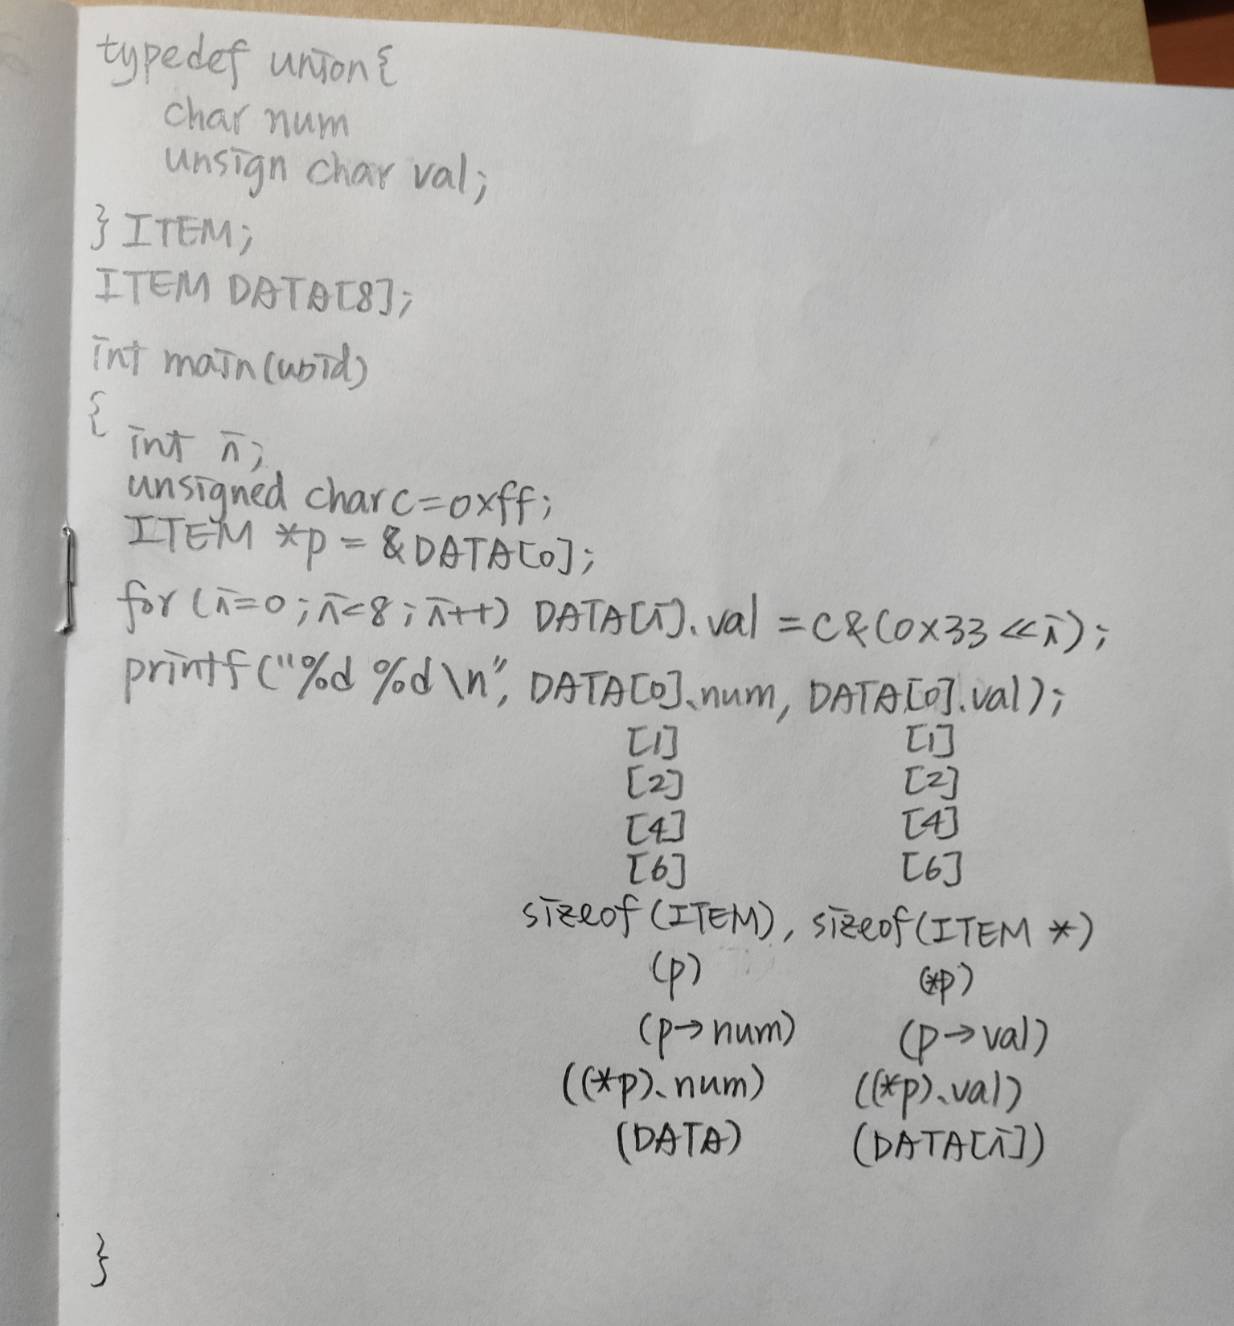 typedef union{
char num
unsign char val;
} ITEM;
ITEM DATA[8];
int main(void)
{
int i;
unsigned char c=0xff;
ITEM *p = &DATA[0];
for (i=0;i<8;i++) DATA[i].val = c&(0x33<<i);
printf("%d %d\n", DATA[0].num, DATA[0].val);
[1] [1]
[2] [2]
[4] [4]
[6] [6]
sizeof(ITEM), sizeof(ITEM *)
(p) (*p)
(p→num) (p→val)
((*p).num) ((*p).val)
(DATA) (DATA[i])
}